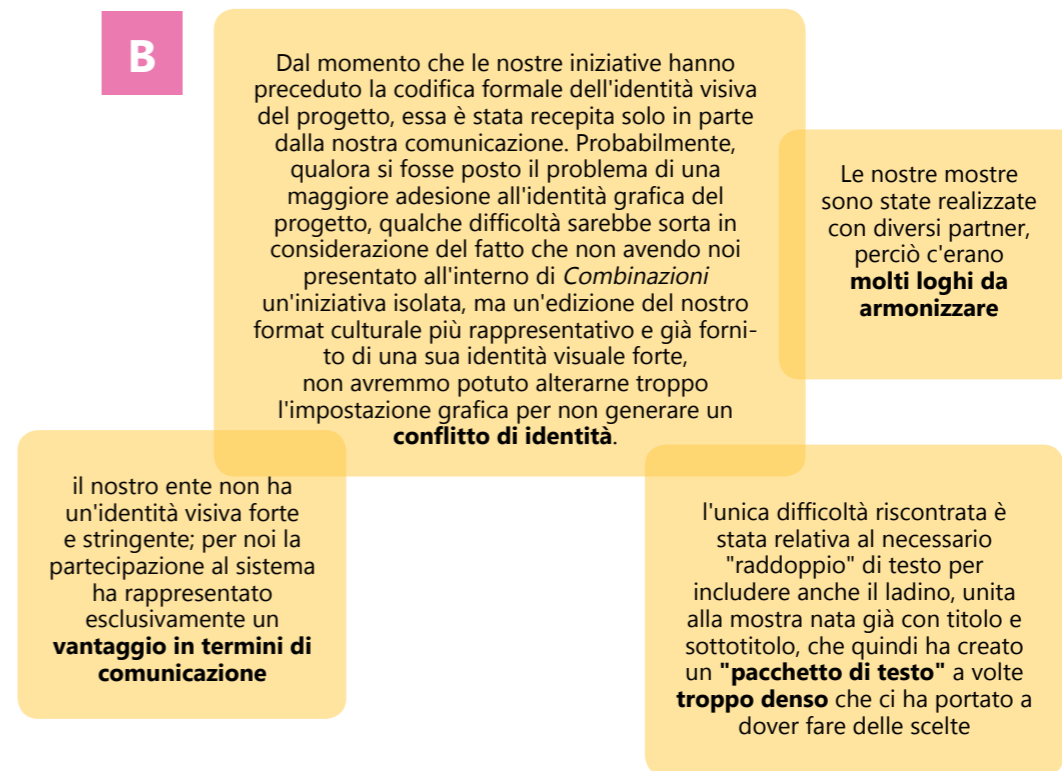 B
Dal momento che le nostre iniziative hanno
preceduto la codifica formale dell'identità visiva
del progetto, essa è stata recepita solo in parte
dalla nostra comunicazione. Probabilmente,
qualora si fosse posto il problema di una
maggiore adesione all'identità grafica del
progetto, qualche difficoltà sarebbe sorta in
considerazione del fatto che non avendo noi
presentato all'interno di Combinazioni
un'iniziativa isolata, ma un'edizione del nostro
format culturale più rappresentativo e già forni-
to di una sua identità visuale forte,
non avremmo potuto alterarne troppo
l'impostazione grafica per non generare un
conflitto di identità.
Le nostre mostre
sono state realizzate
con diversi partner,
perciò c'erano
molti loghi da
armonizzare
il nostro ente non ha
un'identità visiva forte
e stringente; per noi la
partecipazione al sistema
ha rappresentato
esclusivamente un
vantaggio in termini di
comunicazione
l'unica difficoltà riscontrata è
stata relativa al necessario
"raddoppio" di testo per
includere anche il ladino, unita
alla mostra nata già con titolo e
sottotitolo, che quindi ha creato
un "pacchetto di testo" a volte
troppo denso che ci ha portato a
dover fare delle scelte